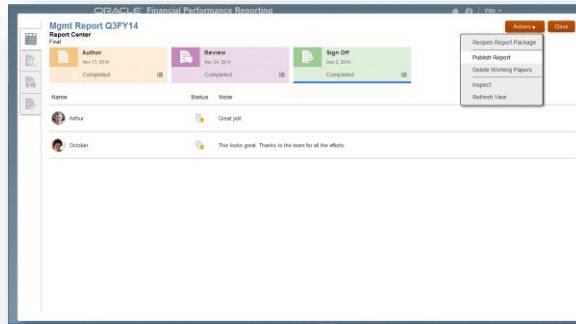 ORACLE Financial Performance Reporting
Vito
Mgmt Report Q3FY14
Report Center
Final
Actions
Close
Reopen Report Package
Publish Report
Delete Working Papers
Inspect
Refresh View
Author
Nov 17, 2014
Completed
Review
Nov 24, 2014
Completed
Sign Off
Dec 2, 2014
Completed
Name Status Note
Arthur Great job!
October This looks great. Thanks to the team for all the efforts.